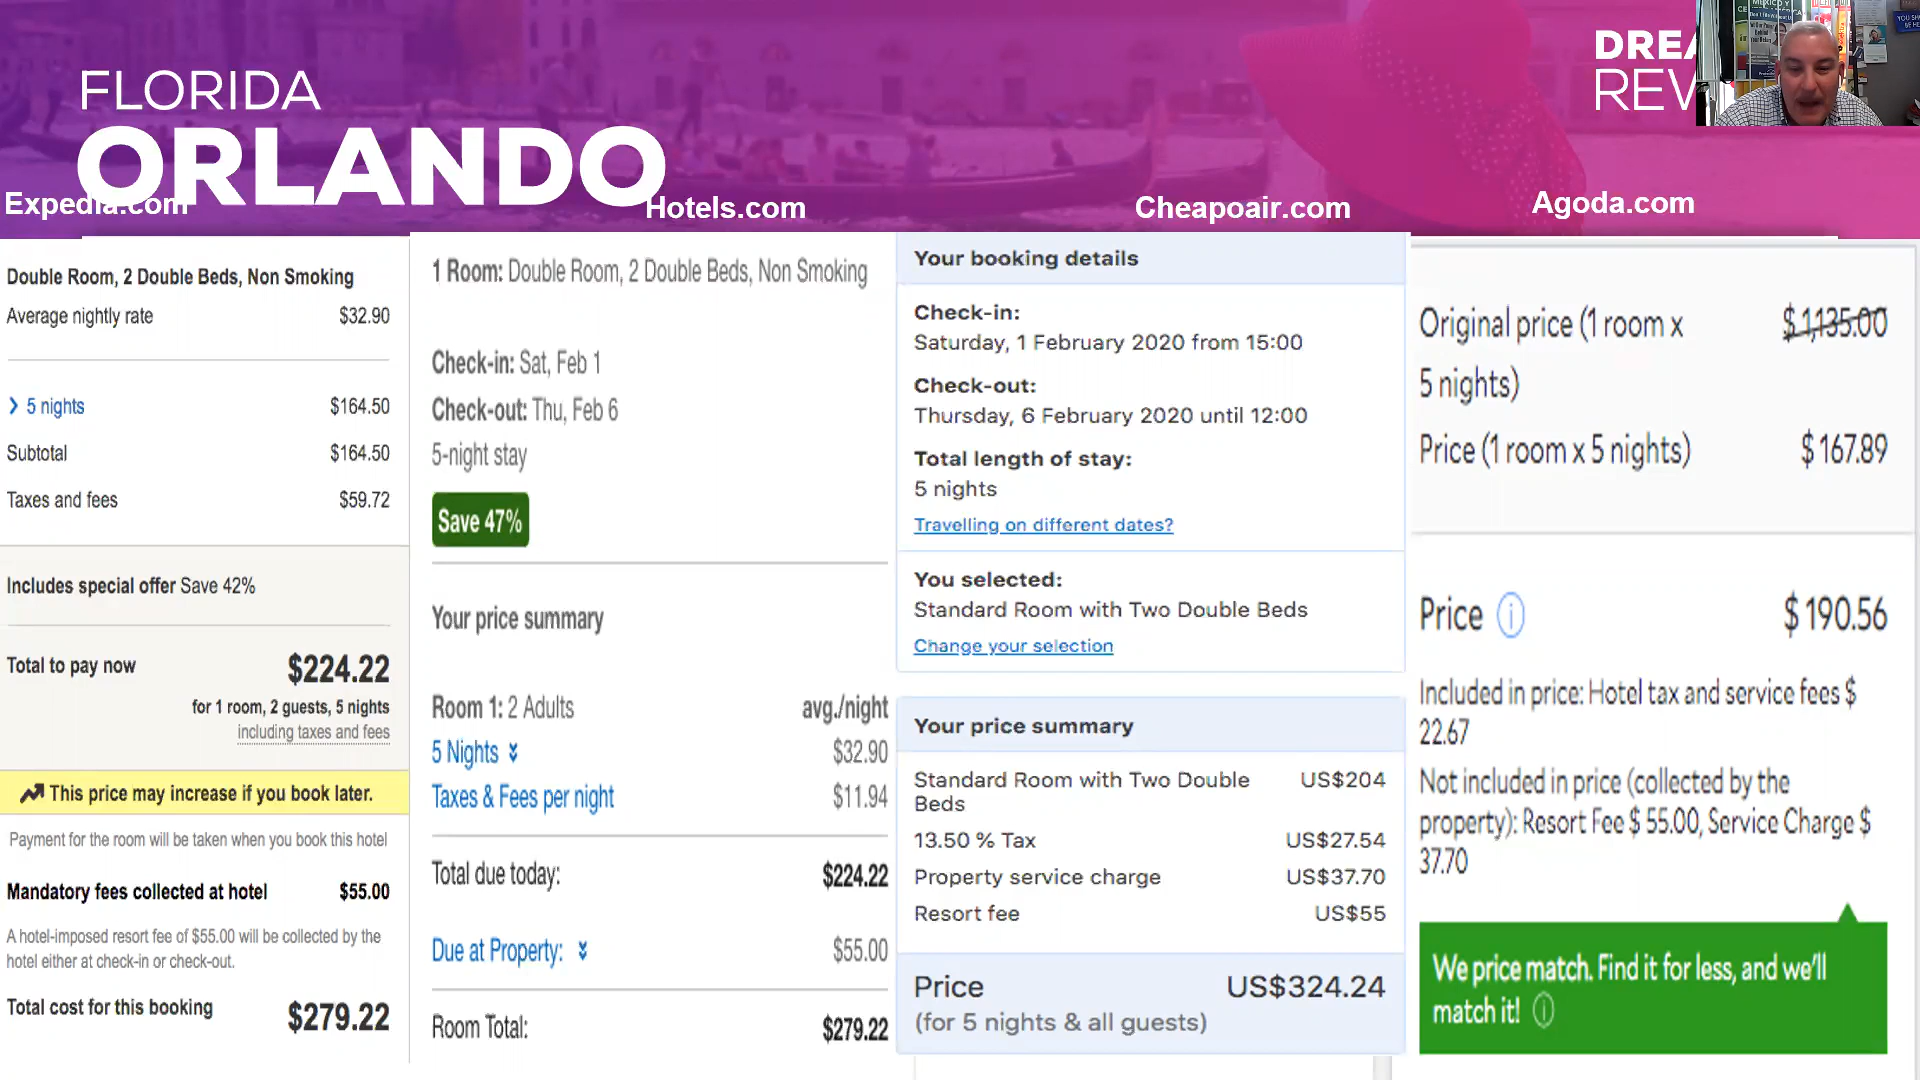 FLORIDA
ORLANDO
DREA
REV
Expedia.com
Hotels.com
Cheapoair.com
Agoda.com
Double Room, 2 Double Beds, Non Smoking
Average nightly rate $32.90
5 nights $164.50
Subtotal $164.50
Taxes and fees $59.72
Includes special offer Save 42%
Total to pay now $224.22
for 1 room, 2 guests, 5 nights
including taxes and fees
This price may increase if you book later.
Payment for the room will be taken when you book this hotel
Mandatory fees collected at hotel $55.00
A hotel-imposed resort fee of $55.00 will be collected by the
hotel either at check-in or check-out.
Total cost for this booking $279.22
1 Room: Double Room, 2 Double Beds, Non Smoking
Check-in: Sat, Feb 1
Check-out: Thu, Feb 6
5-night stay
Save 47%
Your price summary
Room 1: 2 Adults avg./night
5 Nights $32.90
Taxes & Fees per night $11.94
Total due today: $224.22
Due at Property: $55.00
Room Total: $279.22
Your booking details
Check-in:
Saturday, 1 February 2020 from 15:00
Check-out:
Thursday, 6 February 2020 until 12:00
Total length of stay:
5 nights
Travelling on different dates?
You selected:
Standard Room with Two Double Beds
Change your selection
Your price summary
Standard Room with Two Double US$204
Beds
13.50 % Tax US$27.54
Property service charge US$37.70
Resort fee US$55
Price US$324.24
(for 5 nights & all guests)
Original price (1 room x $ 1,135.00
5 nights)
Price (1 room x 5 nights) $ 167.89
Price $ 190.56
Included in price: Hotel tax and service fees $
22.67
Not included in price (collected by the
property): Resort Fee $ 55.00, Service Charge $
37.70
We price match. Find it for less, and we'll
match it!